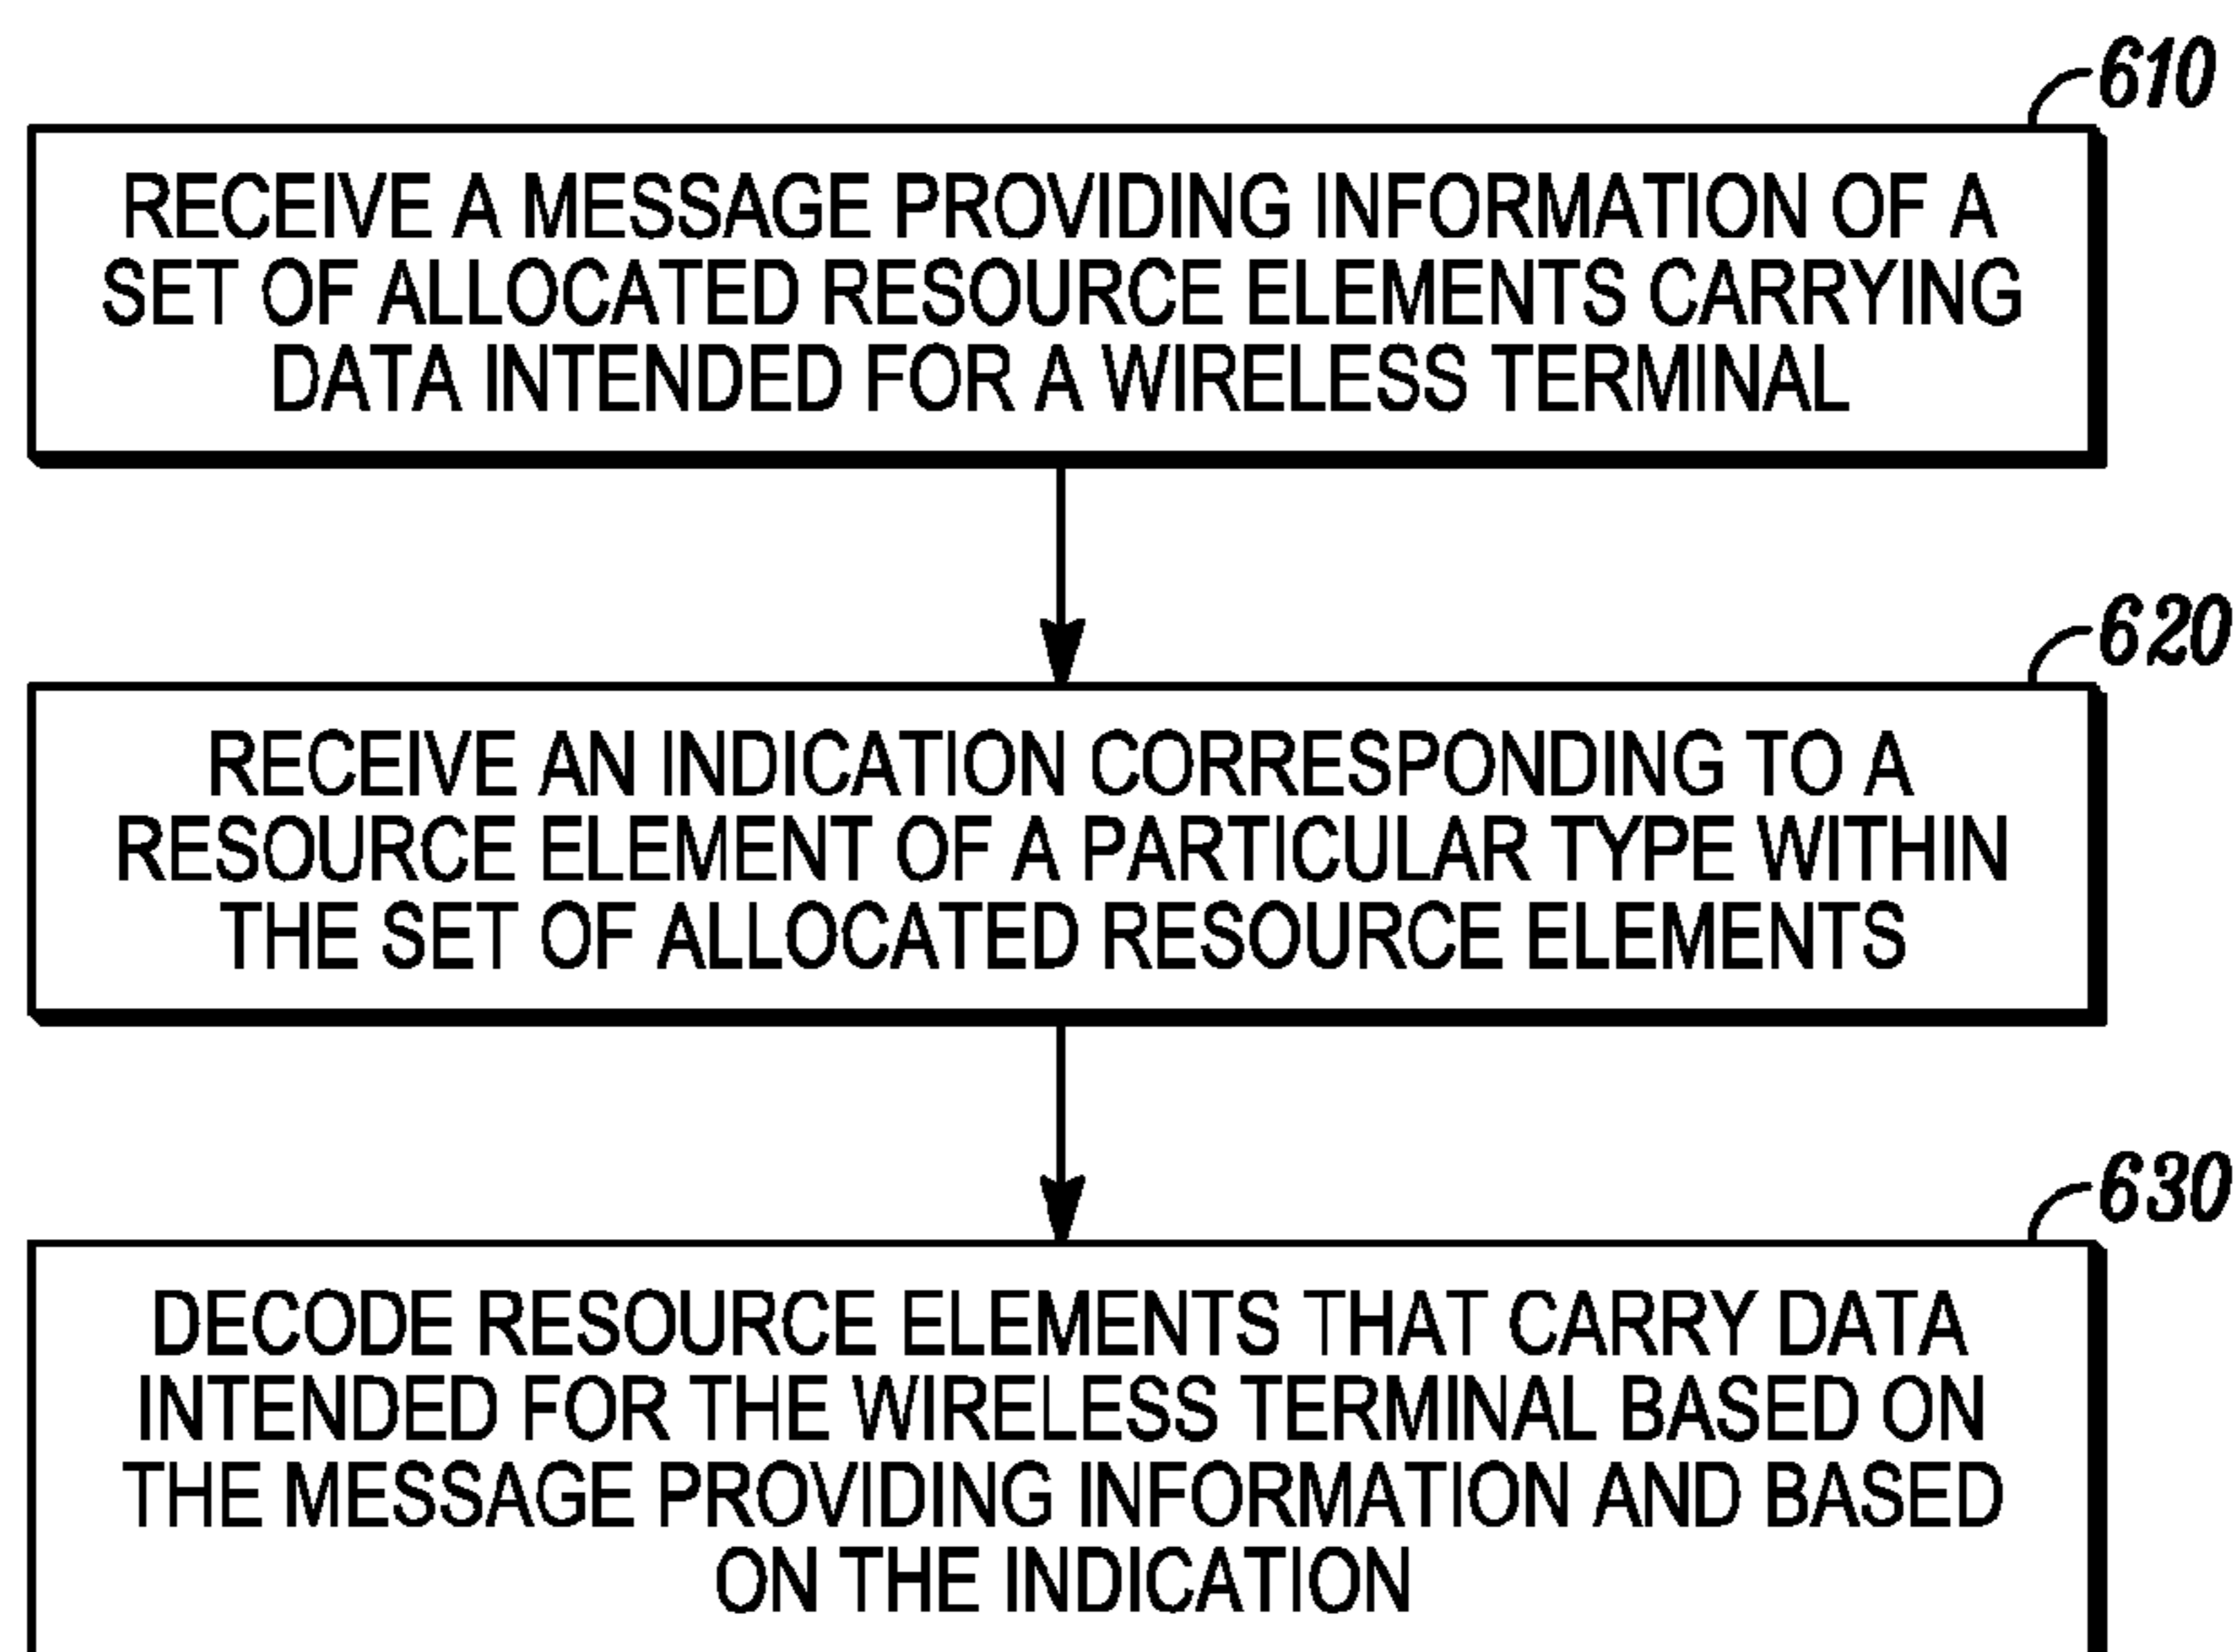 610
RECEIVE A MESSAGE PROVIDING INFORMATION OF A
SET OF ALLOCATED RESOURCE ELEMENTS CARRYING
DATA INTENDED FOR A WIRELESS TERMINAL
620
RECEIVE AN INDICATION CORRESPONDING TO A
RESOURCE ELEMENT OF A PARTICULAR TYPE WITHIN
THE SET OF ALLOCATED RESOURCE ELEMENTS
630
DECODE RESOURCE ELEMENTS THAT CARRY DATA
INTENDED FOR THE WIRELESS TERMINAL BASED ON
THE MESSAGE PROVIDING INFORMATION AND BASED
ON THE INDICATION